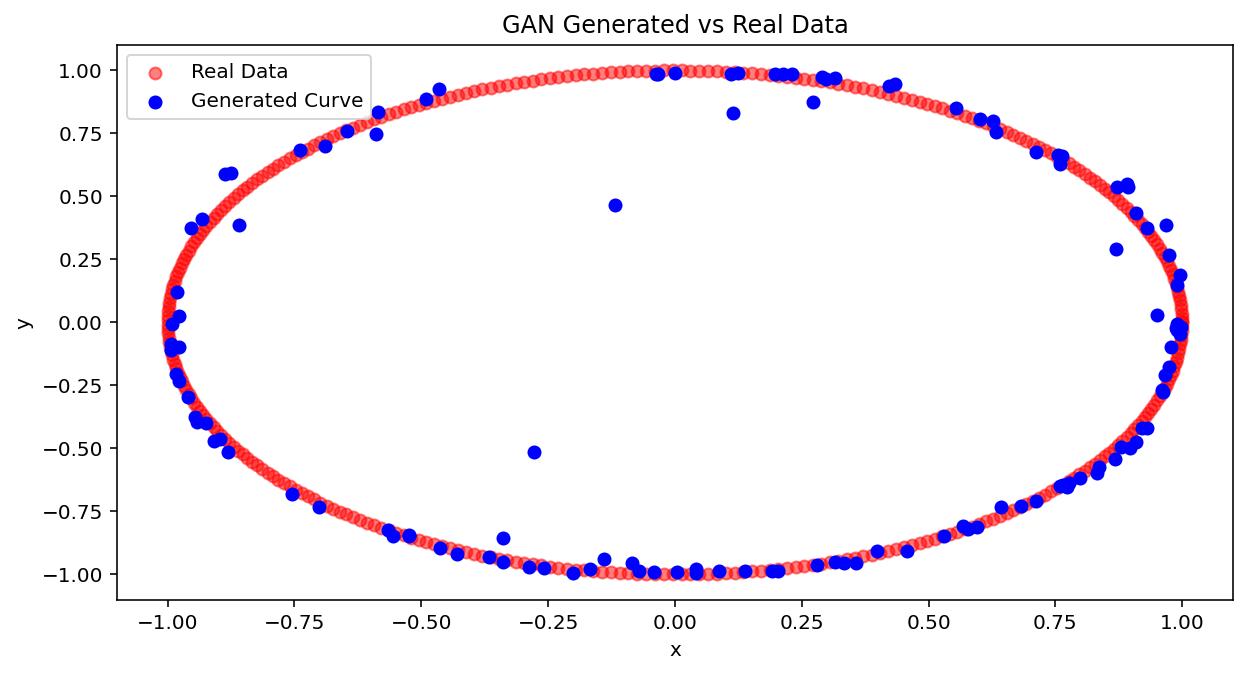 GAN Generated vs Real Data
Real Data
Generated Curve
1.00
0.75
0.50
0.25
0.00
−0.25
−0.50
−0.75
−1.00
y
−1.00 −0.75 −0.50 −0.25 0.00 0.25 0.50 0.75 1.00
x